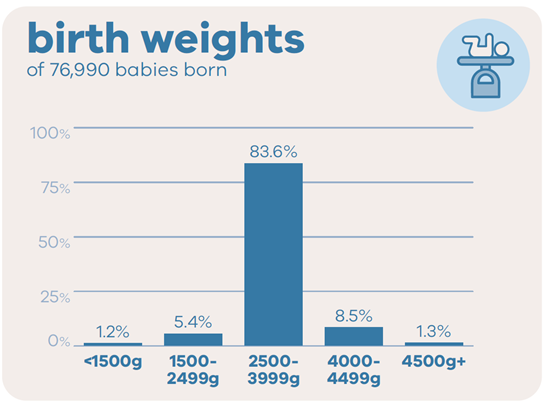 birth weights
of 76,990 babies born
100%
83.6%
75%
50%
25%
8.5%
5.4%
1.2%
1.3%
0%
<1500g
1500-
2499g
2500-
3999g
4000-
4499g
4500g+